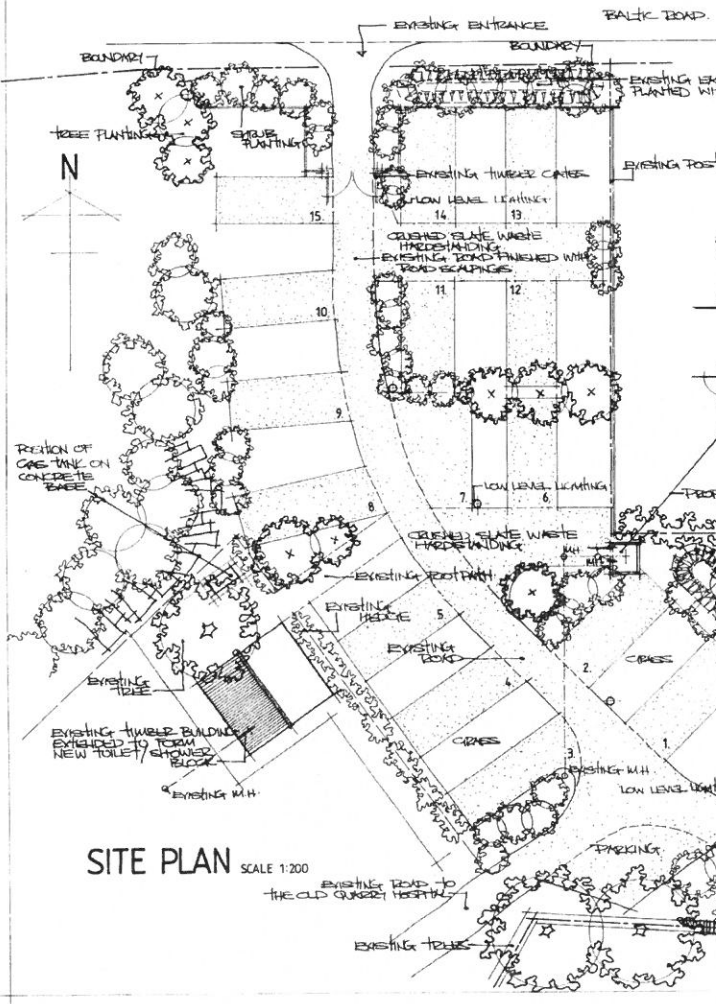 BALTIC ROAD.
EXISTING ENTRANCE
BOUNDARY
BOUNDARY
EXISTING
PLANTED
TREE PLANTING
SHRUB
PLANTING
N
EXISTING TIMBER GATES
EXISTING POST
LOW LEVEL LIGHTING
15.
14.
13.
CRUSHED SLATE WASTE
HARDSTANDING
EXISTING ROAD FINISHED WITH
ROAD SCALPINGS
10.
11.
12.
9.
POSITION OF
GAS TANK ON
CONCRETE
BASE
7.
LOW LEVEL LIGHTING
6.
8.
CRUSHED SLATE WASTE
HARDSTANDING
M.H.
M.H.
EXISTING FOOTPATH
EXISTING
HEDGE
5.
EXISTING
ROAD
4.
2.
GRASS
1.
EXISTING
TREE
EXISTING TIMBER BUILDING
EXTENDED TO FORM
NEW TOILET / SHOWER
BLOCK
GRASS
3.
EXISTING M.H.
EXISTING M.H.
LOW LEVEL
SITE PLAN SCALE 1:200
PARKING
EXISTING ROAD TO
THE OLD QUARRY HOSPITAL
EXISTING TREES